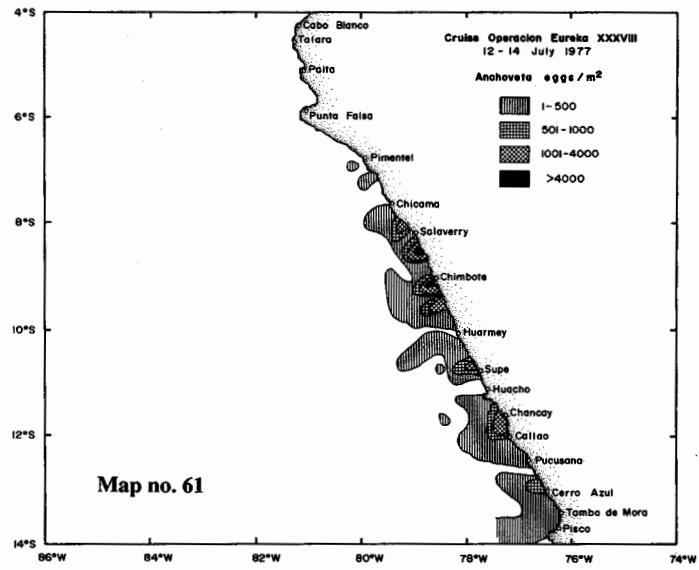 4°S
Cabo Blanco
Talara
Cruise Operacion Eureka XXXVIII
12 - 14 July 1977
Paita
Anchoveta eggs/m²
1-500
6°S
Punta Falsa
501-1000
1001-4000
Pimentel
>4000
Chicama
8°S
Salaverry
Chimbote
10°S
Huarmey
Supe
Huacho
Chancay
12°S
Callao
Pucusana
Map no. 61
Cerro Azul
Tambo de Mora
Pisco
14°S
86°W 84°W 82°W 80°W 78°W 76°W 74°W